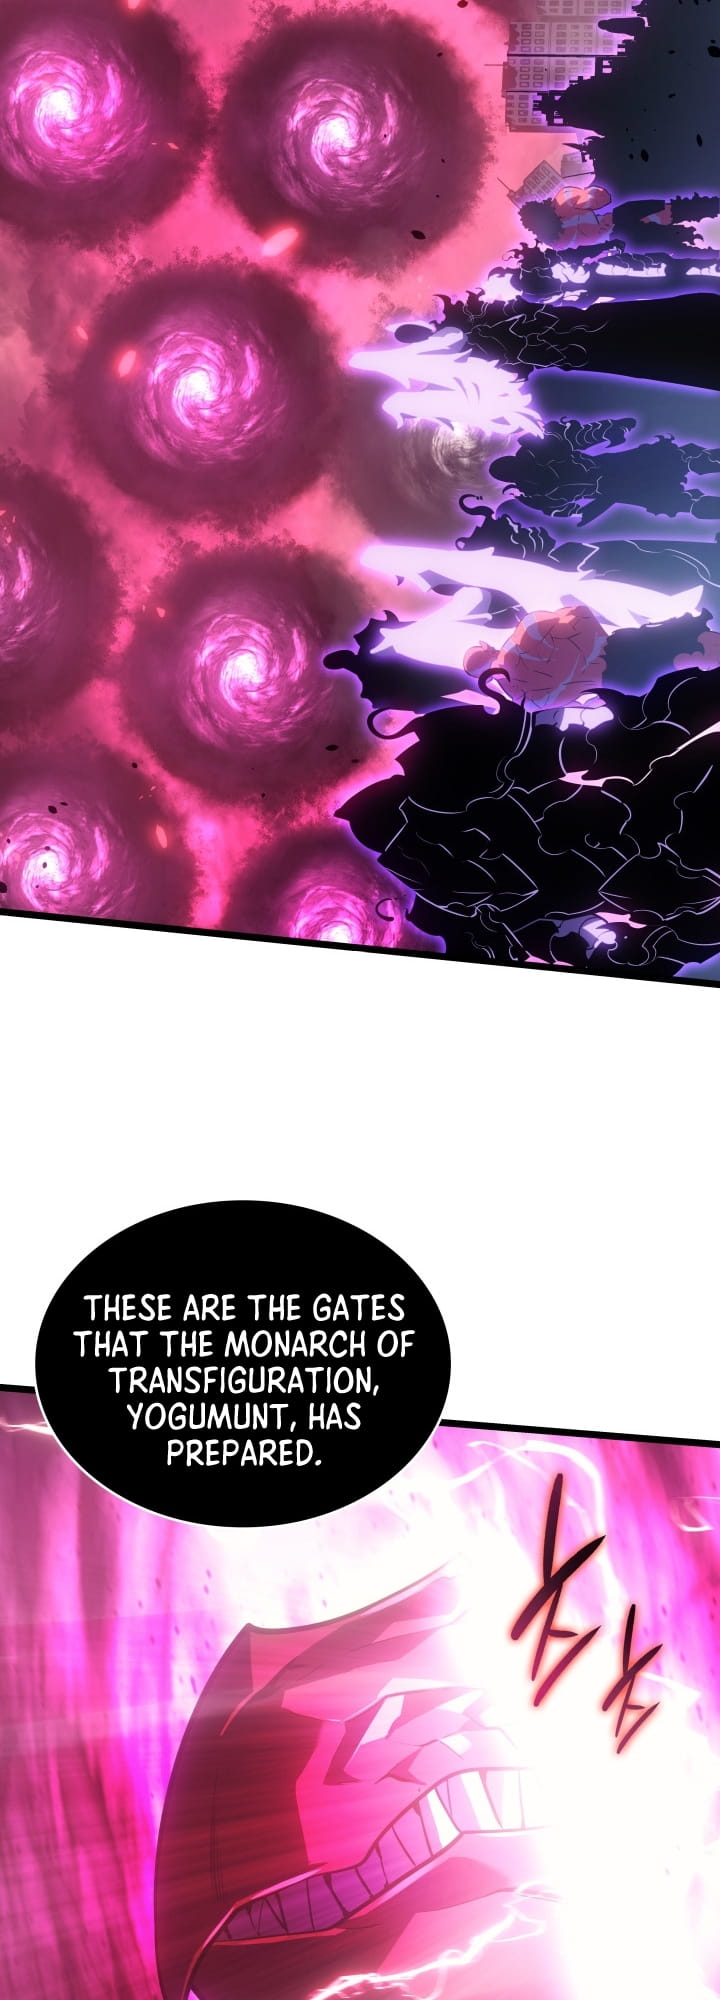 THESE ARE THE GATES
THAT THE MONARCH OF
TRANSFIGURATION,
YOGUMUNT, HAS
PREPARED.